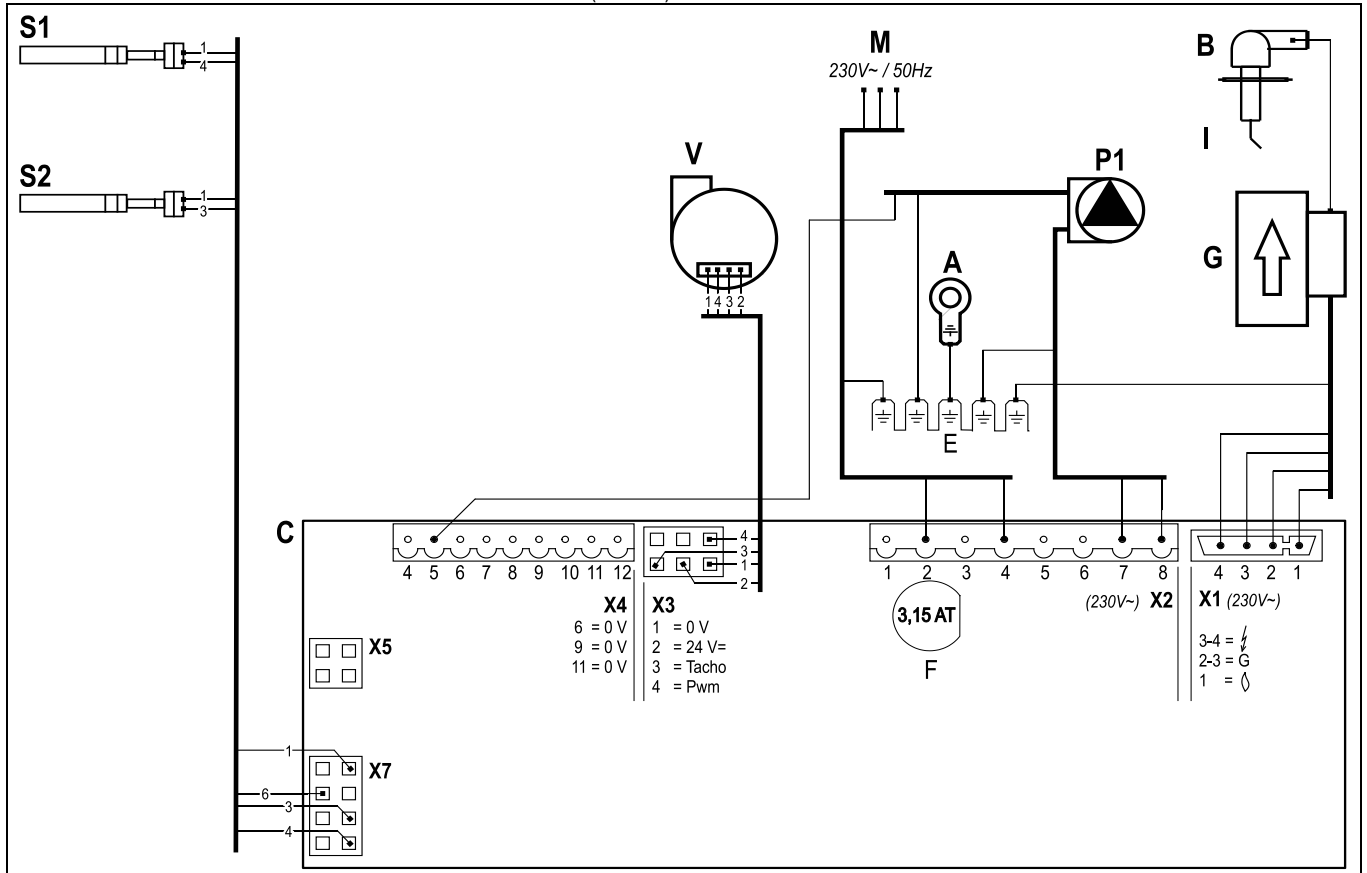 S1
1
4
S2
1
3
M
230V~ / 50Hz
B
I
V
1 4 3 2
P1
A
G
E
C
4 5 6 7 8 9 10 11 12
X4
6 = 0 V
9 = 0 V
11 = 0 V
4
3
1
2
X3
1 = 0 V
2 = 24 V=
3 = Tacho
4 = Pwm
1 2 3 4 5 6 7 8
(230V~) X2
3,15 AT
F
4 3 2 1
X1 (230V~)
3-4 =
2-3 = G
1 =
X5
X7
1
6
3
4